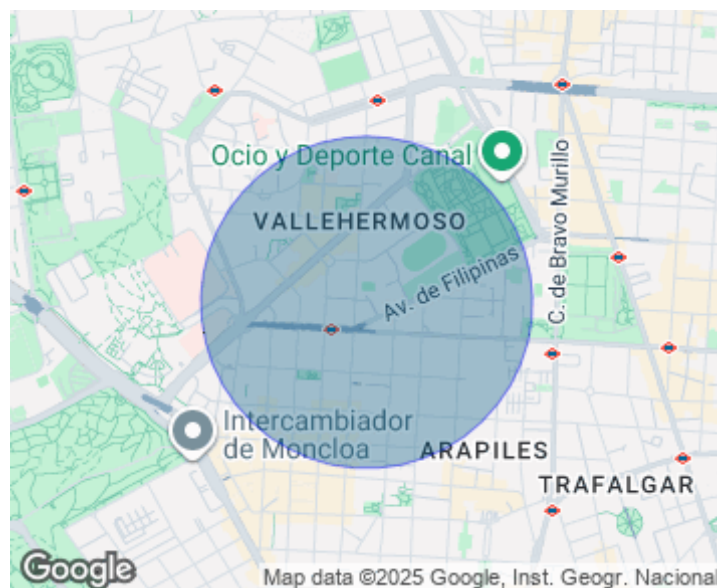 Ocio y Deporte Canal
VALLEHERMOSO
C. de Bravo Murillo
Av. de Filipinas
Intercambiador
de Moncloa
ARAPILES
TRAFALGAR
Google
Map data ©2025 Google, Inst. Geogr. Nacional